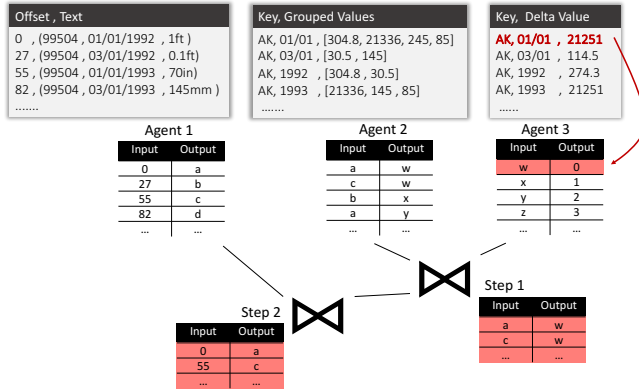 Offset , Text
0 , (99504 , 01/01/1992 , 1ft )
27 , (99504 , 03/01/1992 , 0.1ft)
55 , (99504 , 01/01/1993 , 70in)
82 , (99504 , 03/01/1993 , 145mm )
.......
Key, Grouped Values
AK, 01/01 , [304.8, 21336, 245, 85]
AK, 03/01 , [30.5 , 145]
AK, 1992 , [304.8 , 30.5]
AK, 1993 , [21336, 145 , 85]
.......
Key, Delta Value
AK, 01/01 , 21251
AK, 03/01 , 114.5
AK, 1992 , 274.3
AK, 1993 , 21251
......
Agent 1
Input Output
0 a
27 b
55 c
82 d
... ...
Agent 2
Input Output
a w
c w
b x
a y
... ...
Agent 3
Input Output
w 0
x 1
y 2
z 3
... ...
Step 1
Input Output
a w
c w
... ...
Step 2
Input Output
0 a
55 c
... ...